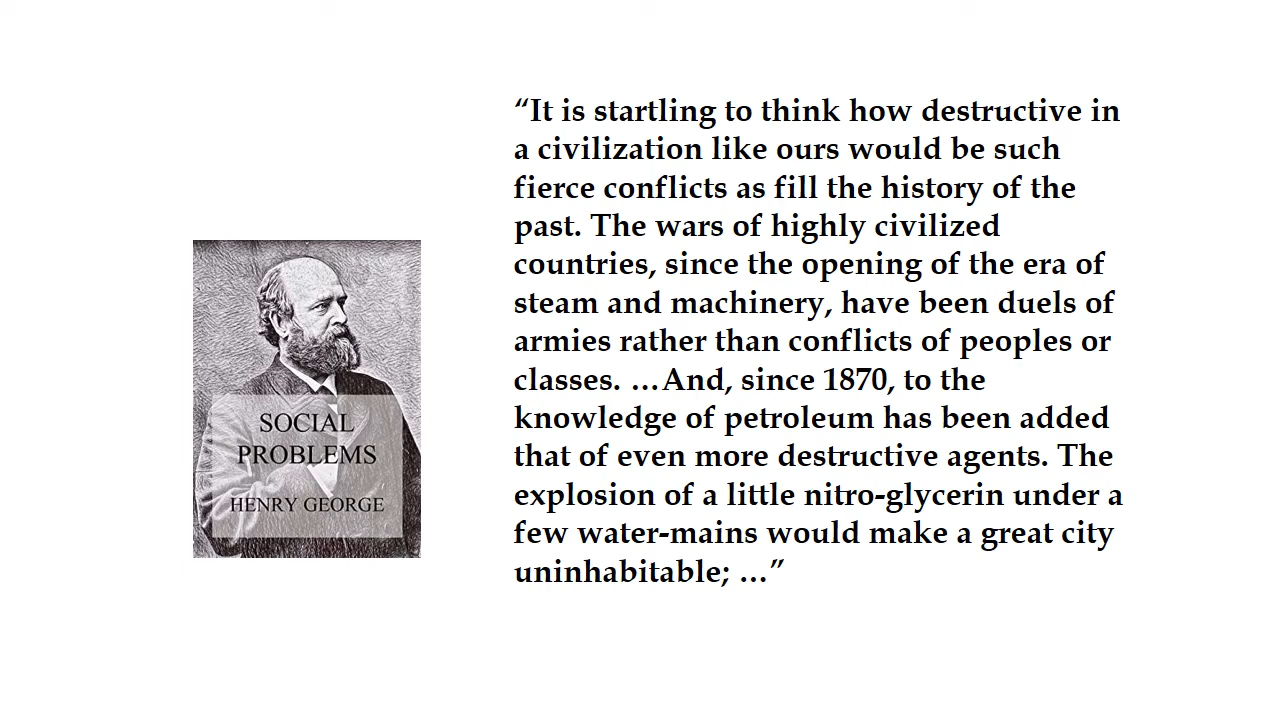 “It is startling to think how destructive in
a civilization like ours would be such
fierce conflicts as fill the history of the
past. The wars of highly civilized
countries, since the opening of the era of
steam and machinery, have been duels of
armies rather than conflicts of peoples or
classes. …And, since 1870, to the
knowledge of petroleum has been added
that of even more destructive agents. The
explosion of a little nitro-glycerin under a
few water-mains would make a great city
uninhabitable; …”
SOCIAL
PROBLEMS
HENRY GEORGE